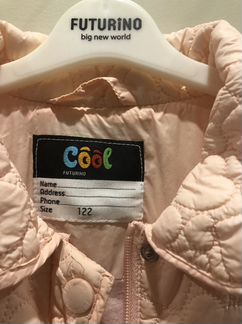 FUTURINO
big new world
Cool
FUTURINO
Name
Address
Phone
Size 122